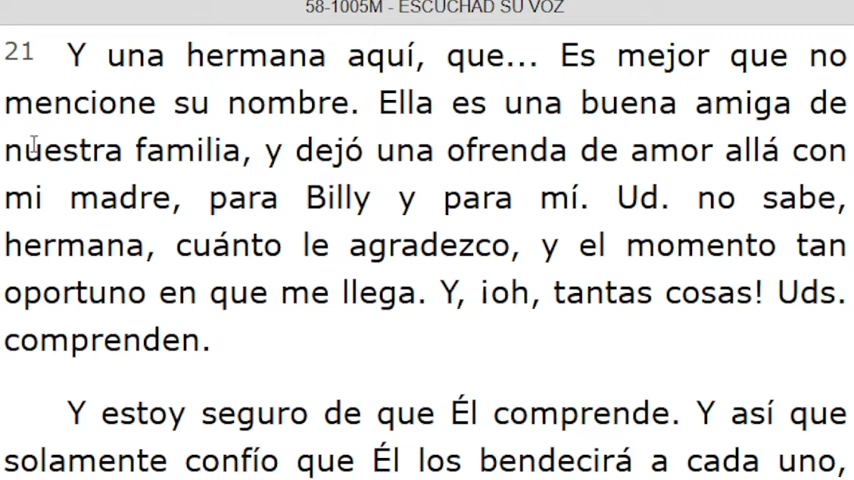 58-1005M - ESCUCHAD SU VOZ
21 Y una hermana aquí, que... Es mejor que no
mencione su nombre. Ella es una buena amiga de
nuestra familia, y dejó una ofrenda de amor allá con
mi madre, para Billy y para mí. Ud. no sabe,
hermana, cuánto le agradezco, y el momento tan
oportuno en que me llega. Y, ¡oh, tantas cosas! Uds.
comprenden.
Y estoy seguro de que Él comprende. Y así que
solamente confío que Él los bendecirá a cada uno,